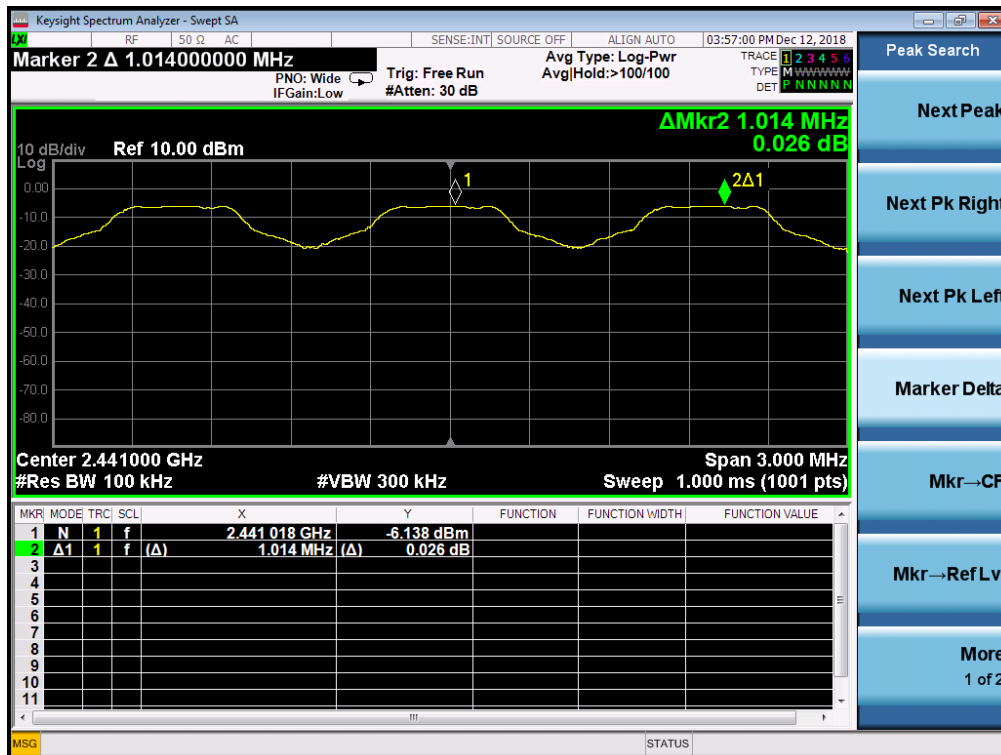 Keysight Spectrum Analyzer - Swept SA
LXI RF 50 Ω AC SENSE:INT SOURCE OFF ALIGN AUTO 03:57:00 PM Dec 12, 2018
Marker 2 Δ 1.014000000 MHz
PNO: Wide
IFGain:Low
Trig: Free Run
#Atten: 30 dB
Avg Type: Log-Pwr
Avg|Hold:>100/100
TRACE 1 2 3 4 5 6
TYPE M WWWWW
DET P N N N N N
ΔMkr2 1.014 MHz
0.026 dB
10 dB/div Ref 10.00 dBm
Log
1
2Δ1
0.00
-10.0
-20.0
-30.0
-40.0
-50.0
-60.0
-70.0
-80.0
Center 2.441000 GHz Span 3.000 MHz
#Res BW 100 kHz #VBW 300 kHz Sweep 1.000 ms (1001 pts)
MKR MODE TRC SCL X Y FUNCTION FUNCTION WIDTH FUNCTION VALUE
1 N 1 f 2.441 018 GHz -6.138 dBm
2 Δ1 1 f (Δ) 1.014 MHz (Δ) 0.026 dB
3
4
5
6
7
8
9
10
11
MSG STATUS
Peak Search
Next Peak
Next Pk Right
Next Pk Left
Marker Delta
Mkr→CF
Mkr→Ref Lv
More
1 of 2